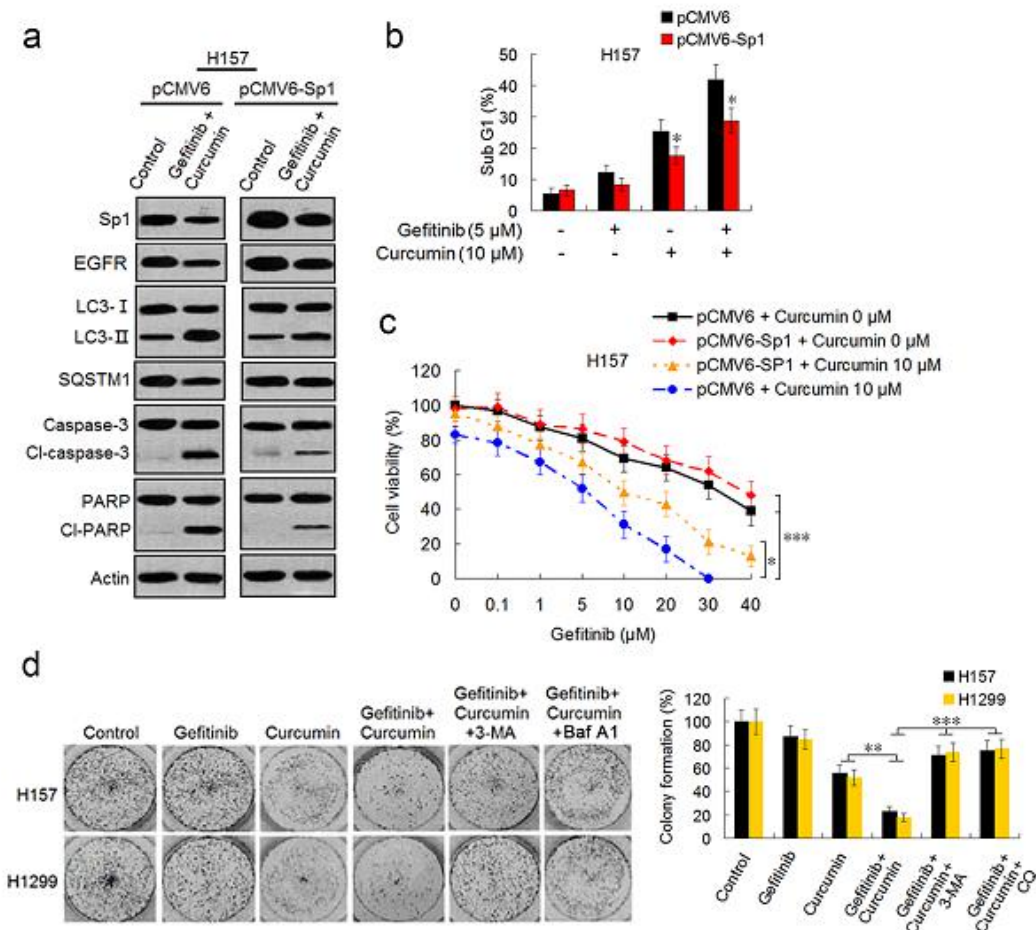 a
H157
pCMV6
pCMV6-Sp1
Control
Gefitinib +
Curcumin
Control
Gefitinib +
Curcumin
Sp1
EGFR
LC3- I
LC3-II
SQSTM1
Caspase-3
Cl-caspase-3
PARP
Cl-PARP
Actin
b
H157
pCMV6
pCMV6-Sp1
Sub G1 (%)
50
40
30
20
10
0
*
*
Gefitinib (5 μM) - + - +
Curcumin (10 μM) - - + +
c
H157
pCMV6 + Curcumin 0 μM
pCMV6-Sp1 + Curcumin 0 μM
pCMV6-SP1 + Curcumin 10 μM
pCMV6 + Curcumin 10 μM
Cell viability (%)
120
100
80
60
40
20
0
***
*
0 0.1 1 5 10 20 30 40
Gefitinib (μM)
d
Control
Gefitinib
Curcumin
Gefitinib+
Curcumin
Gefitinib+
Curcumin
+3-MA
Gefitinib+
Curcumin
+Baf A1
H157
H1299
H157
H1299
Colony formation (%)
120
100
80
60
40
20
0
**
***
Control
Gefitinib
Curcumin
Gefitinib+
Curcumin
Gefitinib+
Curcumin+
3-MA
Gefitinib+
Curcumin+
CQ